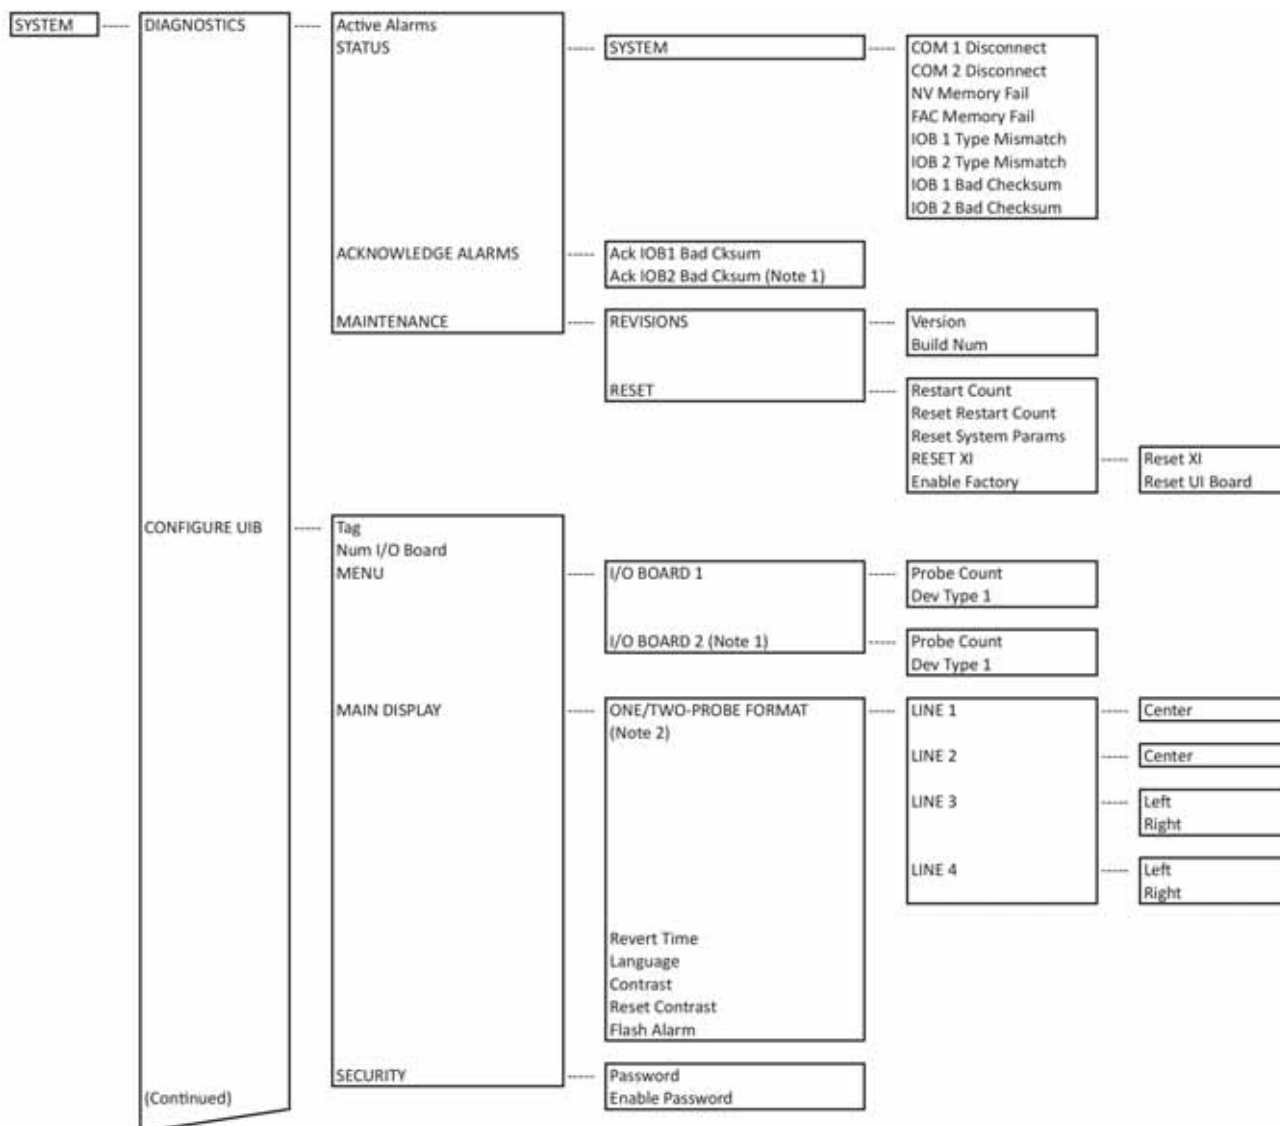 SYSTEM
DIAGNOSTICS
Active Alarms
STATUS
SYSTEM
COM 1 Disconnect
COM 2 Disconnect
NV Memory Fail
FAC Memory Fail
IOB 1 Type Mismatch
IOB 2 Type Mismatch
IOB 1 Bad Checksum
IOB 2 Bad Checksum
ACKNOWLEDGE ALARMS
Ack IOB1 Bad Cksum
Ack IOB2 Bad Cksum (Note 1)
MAINTENANCE
REVISIONS
Version
Build Num
RESET
Restart Count
Reset Restart Count
Reset System Params
RESET XI
Enable Factory
Reset XI
Reset UI Board
CONFIGURE UIB
Tag
Num I/O Board
MENU
I/O BOARD 1
Probe Count
Dev Type 1
I/O BOARD 2 (Note 1)
Probe Count
Dev Type 1
MAIN DISPLAY
ONE/TWO-PROBE FORMAT
(Note 2)
LINE 1
Center
LINE 2
Center
LINE 3
Left
Right
LINE 4
Left
Right
Revert Time
Language
Contrast
Reset Contrast
Flash Alarm
SECURITY
Password
Enable Password
(Continued)